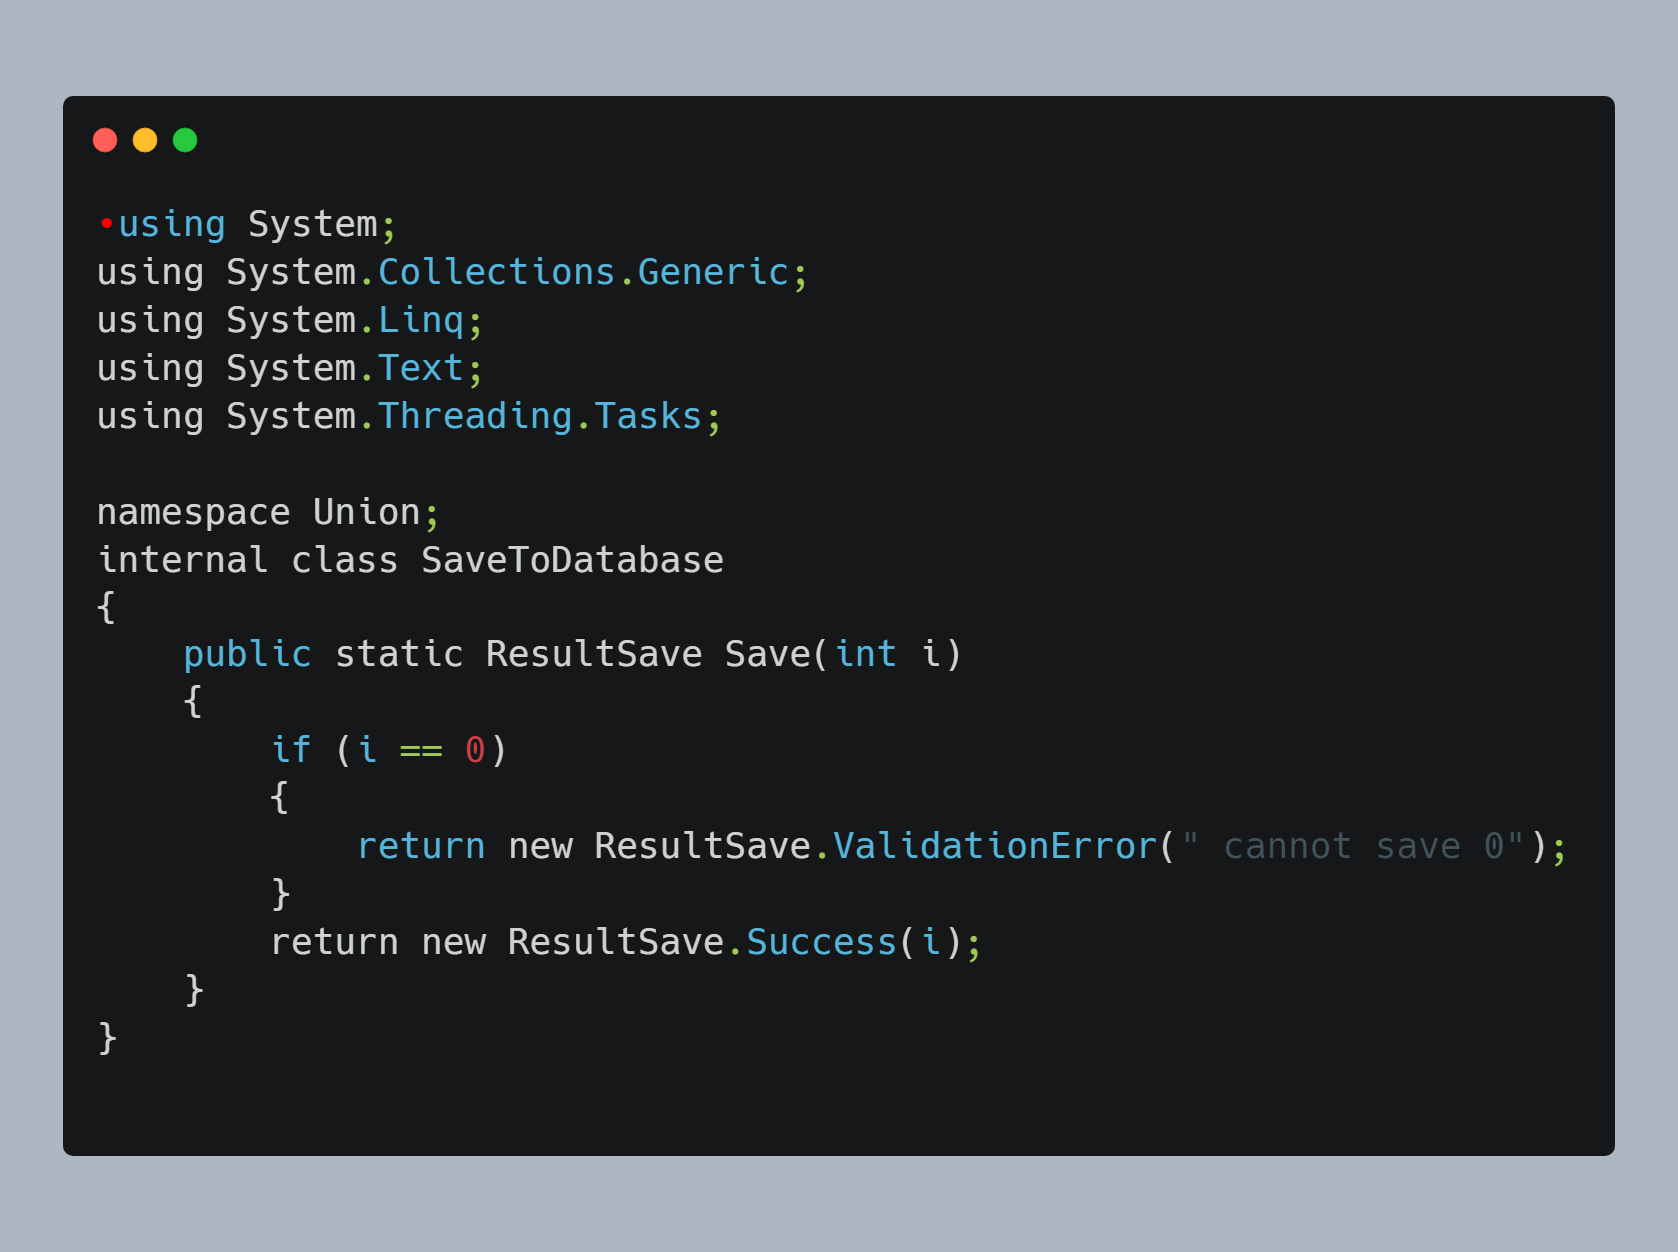 •using System;
using System.Collections.Generic;
using System.Linq;
using System.Text;
using System.Threading.Tasks;

namespace Union;
internal class SaveToDatabase
{
    public static ResultSave Save(int i)
    {
        if (i == 0)
        {
            return new ResultSave.ValidationError(" cannot save 0");
        }
        return new ResultSave.Success(i);
    }
}